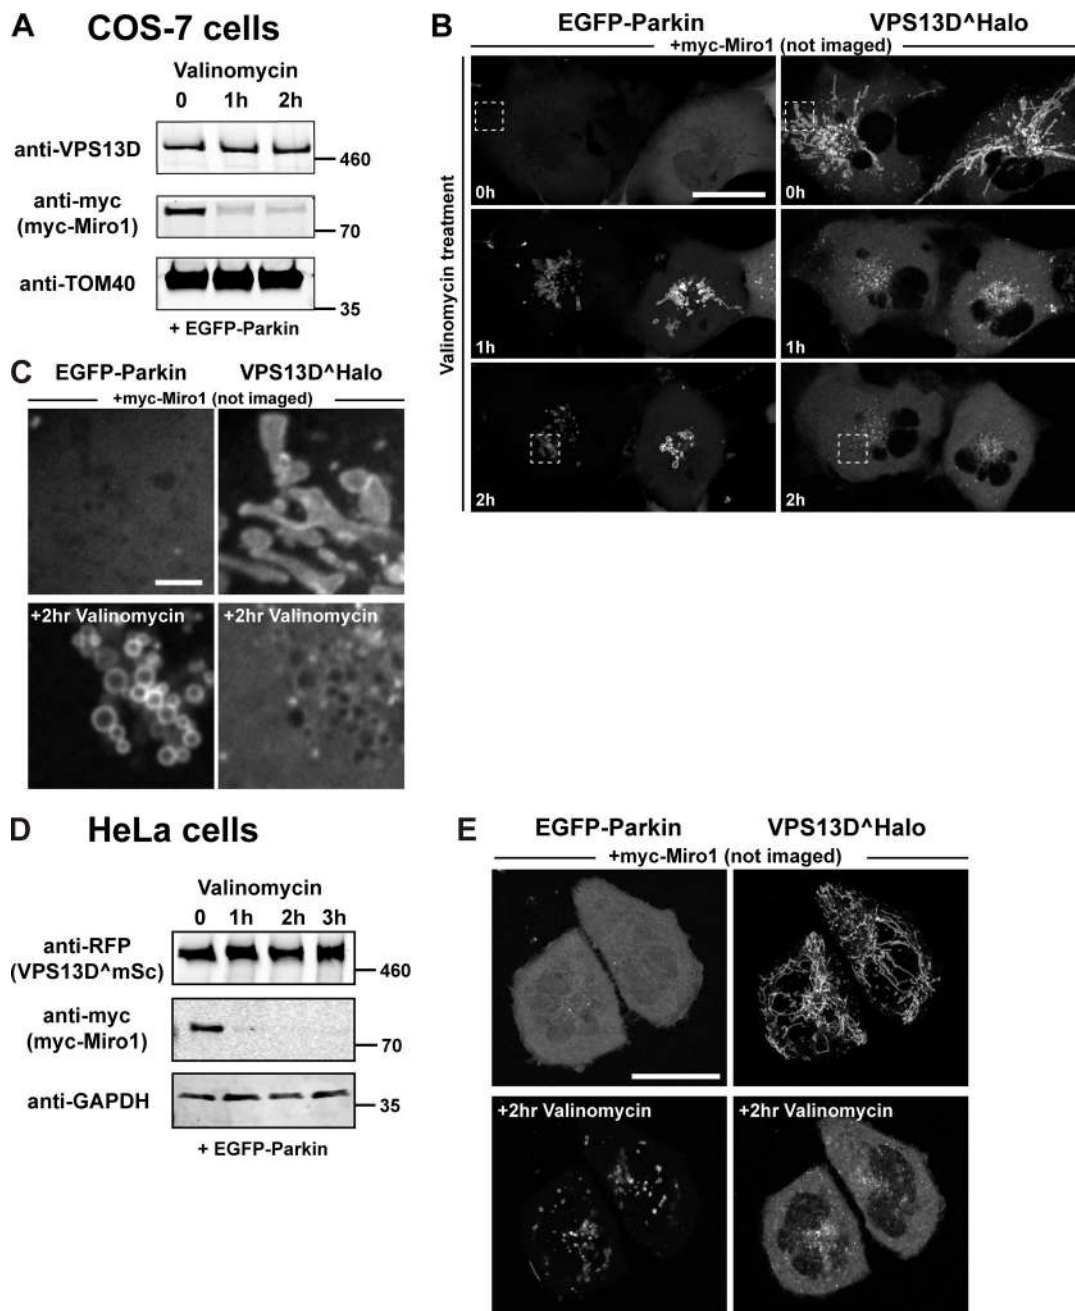 A COS-7 cells
Valinomycin
0 1h 2h
anti-VPS13D
460
anti-myc
(myc-Miro1)
70
anti-TOM40
35
+ EGFP-Parkin
B
EGFP-Parkin VPS13D^Halo
+myc-Miro1 (not imaged)
Valinomycin treatment
0h 0h
1h 1h
2h 2h
C
EGFP-Parkin VPS13D^Halo
+myc-Miro1 (not imaged)
+2hr Valinomycin +2hr Valinomycin
D HeLa cells
Valinomycin
0 1h 2h 3h
anti-RFP
(VPS13D^mSc)
460
anti-myc
(myc-Miro1)
70
anti-GAPDH
35
+ EGFP-Parkin
E
EGFP-Parkin VPS13D^Halo
+myc-Miro1 (not imaged)
+2hr Valinomycin +2hr Valinomycin